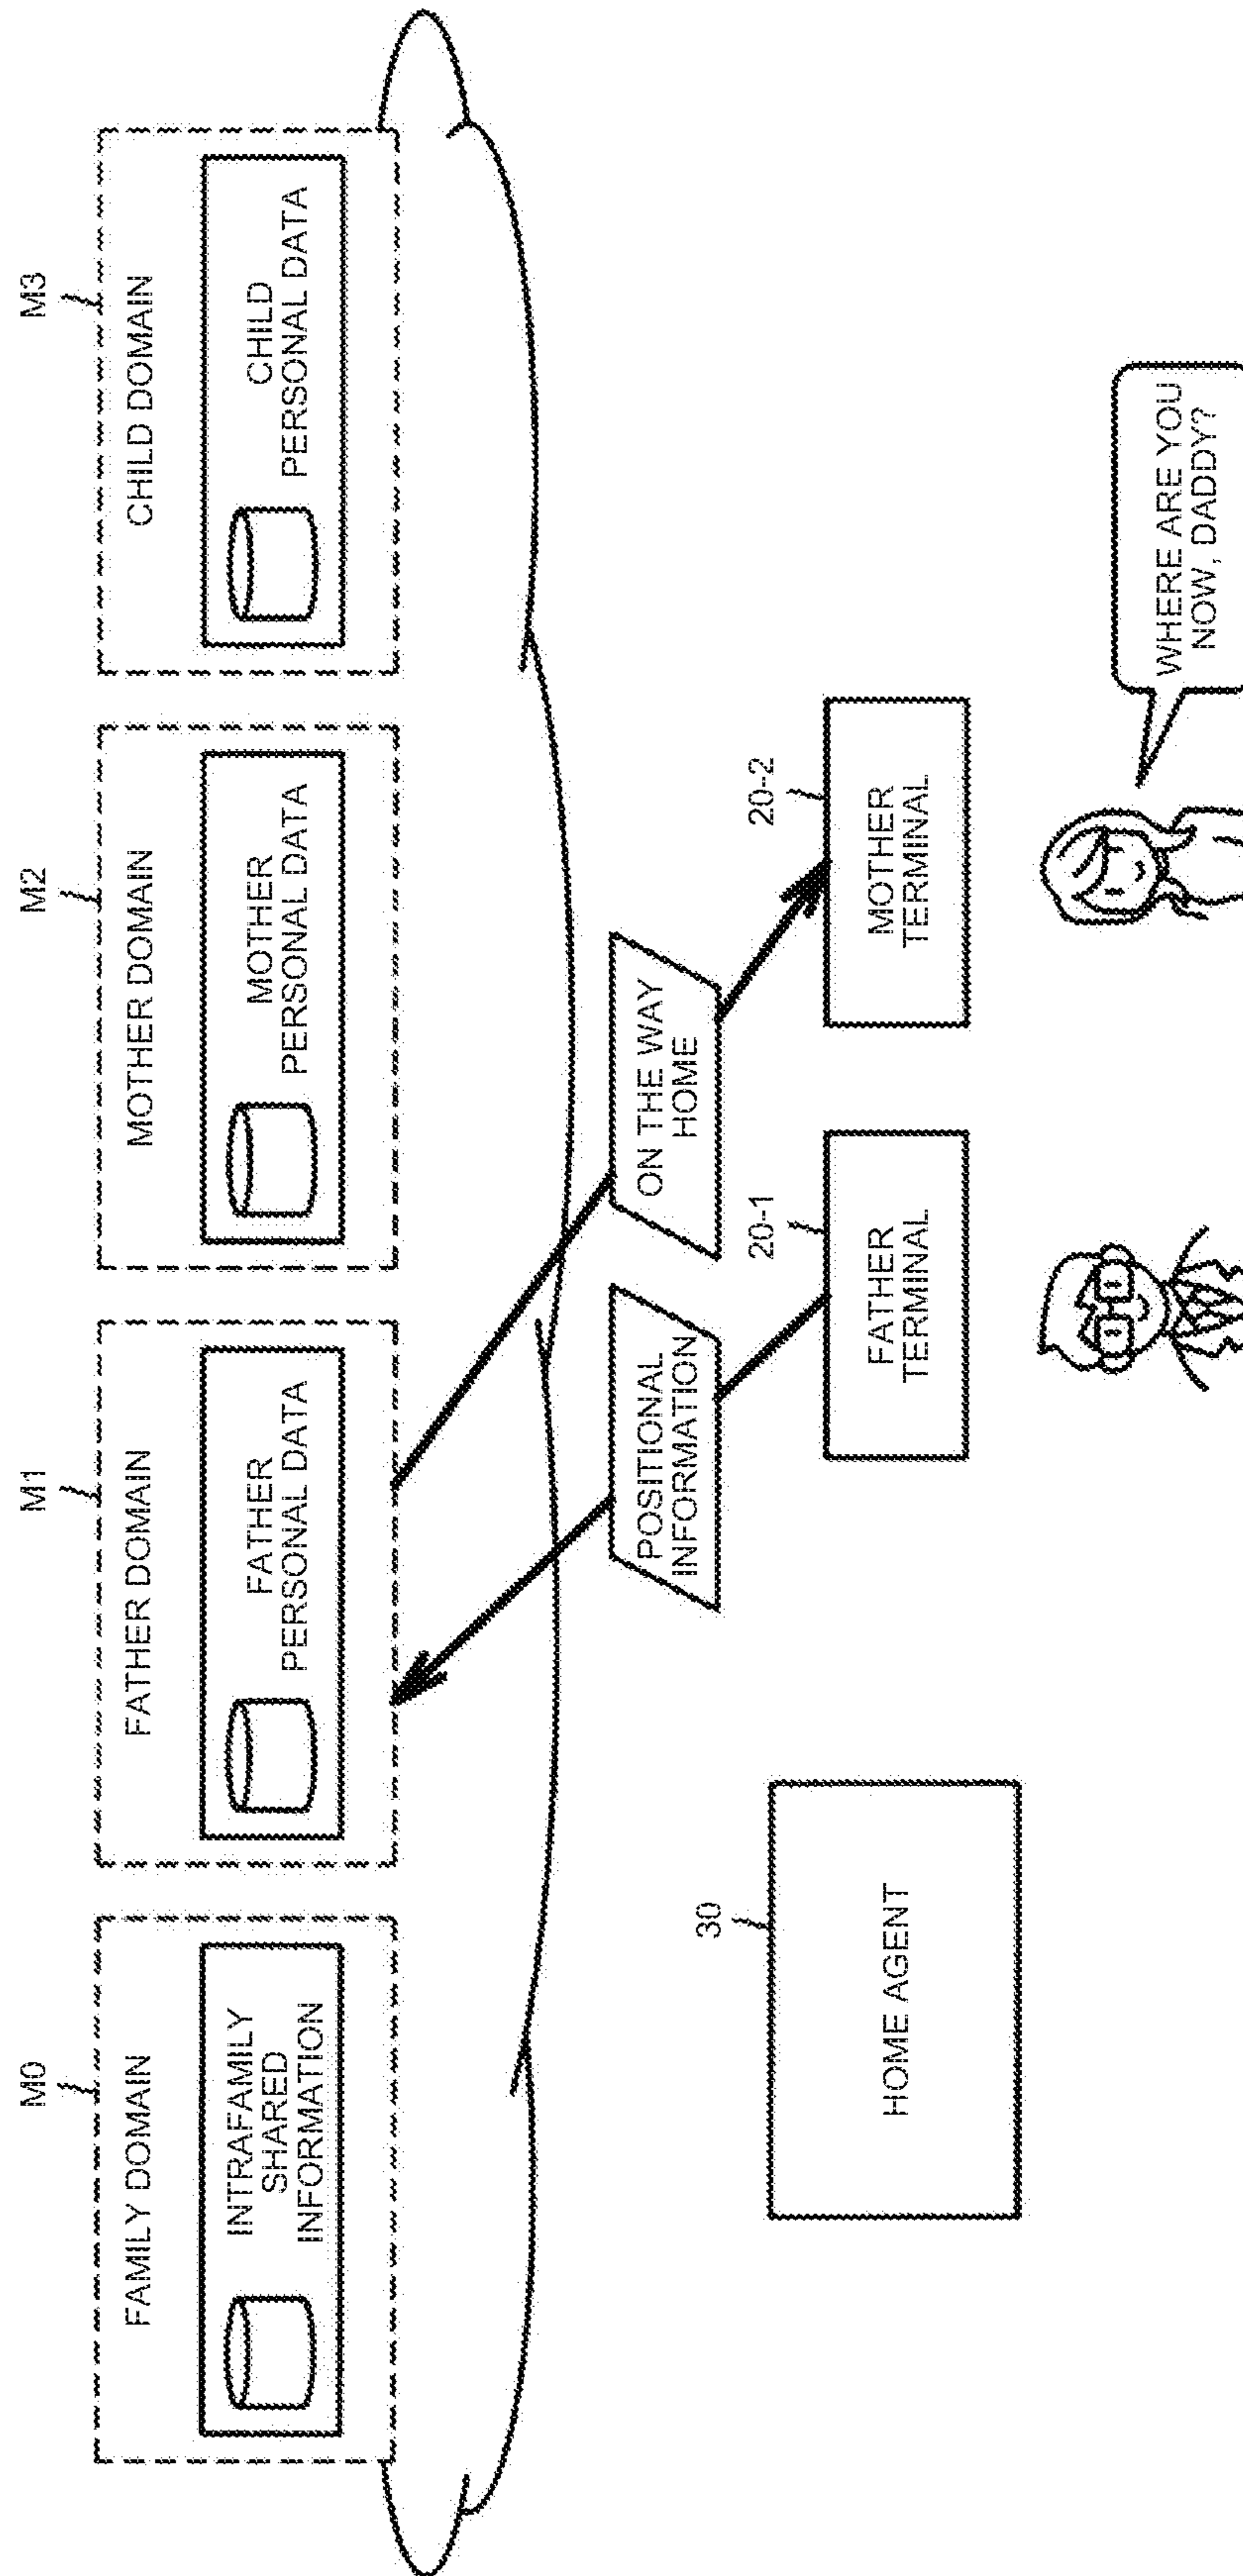 M0
FAMILY DOMAIN
INTRAFAMILY
SHARED
INFORMATION
M1
FATHER DOMAIN
FATHER
PERSONAL DATA
M2
MOTHER DOMAIN
MOTHER
PERSONAL DATA
M3
CHILD DOMAIN
CHILD
PERSONAL DATA
POSITIONAL
INFORMATION
ON THE WAY
HOME
30
HOME AGENT
20-1
FATHER
TERMINAL
20-2
MOTHER
TERMINAL
WHERE ARE YOU
NOW, DADDY?